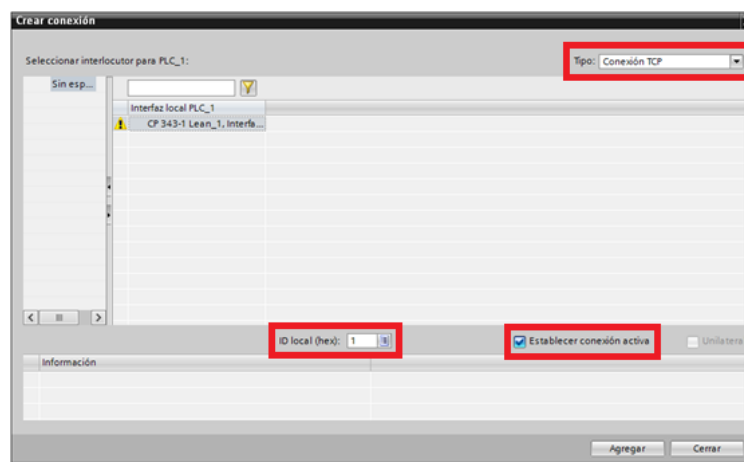 Crear conexión
Seleccionar interlocutor para PLC_1:
Tipo: Conexión TCP
Sin esp...
Interfaz local PLC_1
CP 343-1 Lean_1, Interfa...
ID local (hex): 1
Establecer conexión activa
Unilatera
Información
Agregar
Cerrar